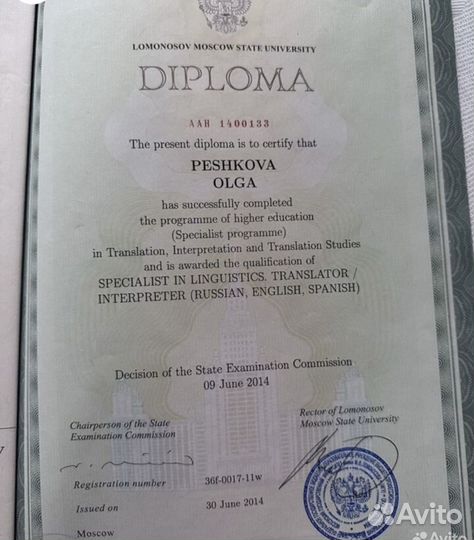 LOMONOSOV MOSCOW STATE UNIVERSITY
DIPLOMA
ААН 1400133
The present diploma is to certify that
PESHKOVA
OLGA
has successfully completed
the programme of higher education
(Specialist programme)
in Translation, Interpretation and Translation Studies
and is awarded the qualification of
SPECIALIST IN LINGUISTICS. TRANSLATOR /
INTERPRETER (RUSSIAN, ENGLISH, SPANISH)
Decision of the State Examination Commission
09 June 2014
Chairperson of the State
Examination Commission
Rector of Lomonosov
Moscow State University
Registration number 36f-0017-11w
Issued on 30 June 2014
Moscow
Avito
Avito